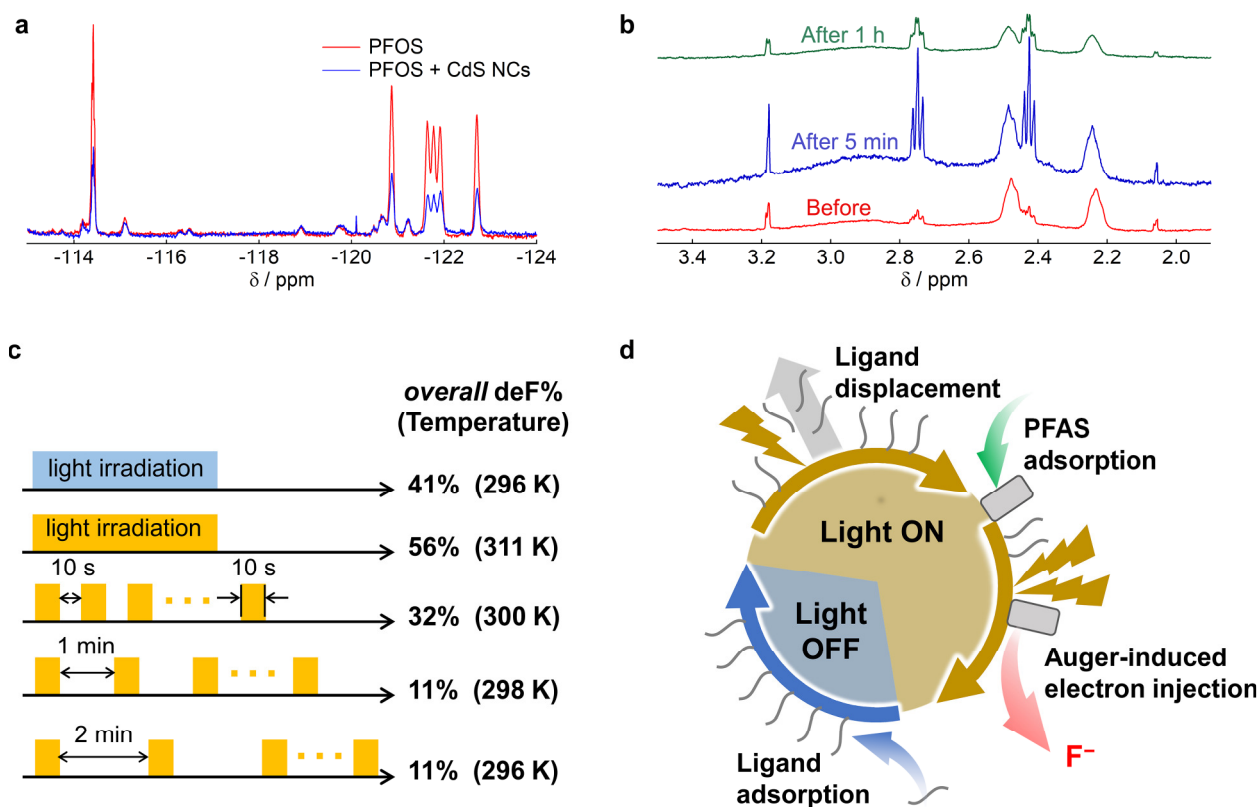 a
PFOS
PFOS + CdS NCs
-114
-116
-118
-120
-122
-124
δ / ppm
b
After 1 h
After 5 min
Before
3.4
3.2
3.0
2.8
2.6
2.4
2.2
2.0
δ / ppm
c
overall deF%
(Temperature)
light irradiation
41% (296 K)
light irradiation
56% (311 K)
10 s
10 s
32% (300 K)
1 min
11% (298 K)
2 min
11% (296 K)
d
Ligand
displacement
PFAS
adsorption
Light ON
Light
OFF
Auger-induced
electron injection
F⁻
Ligand
adsorption